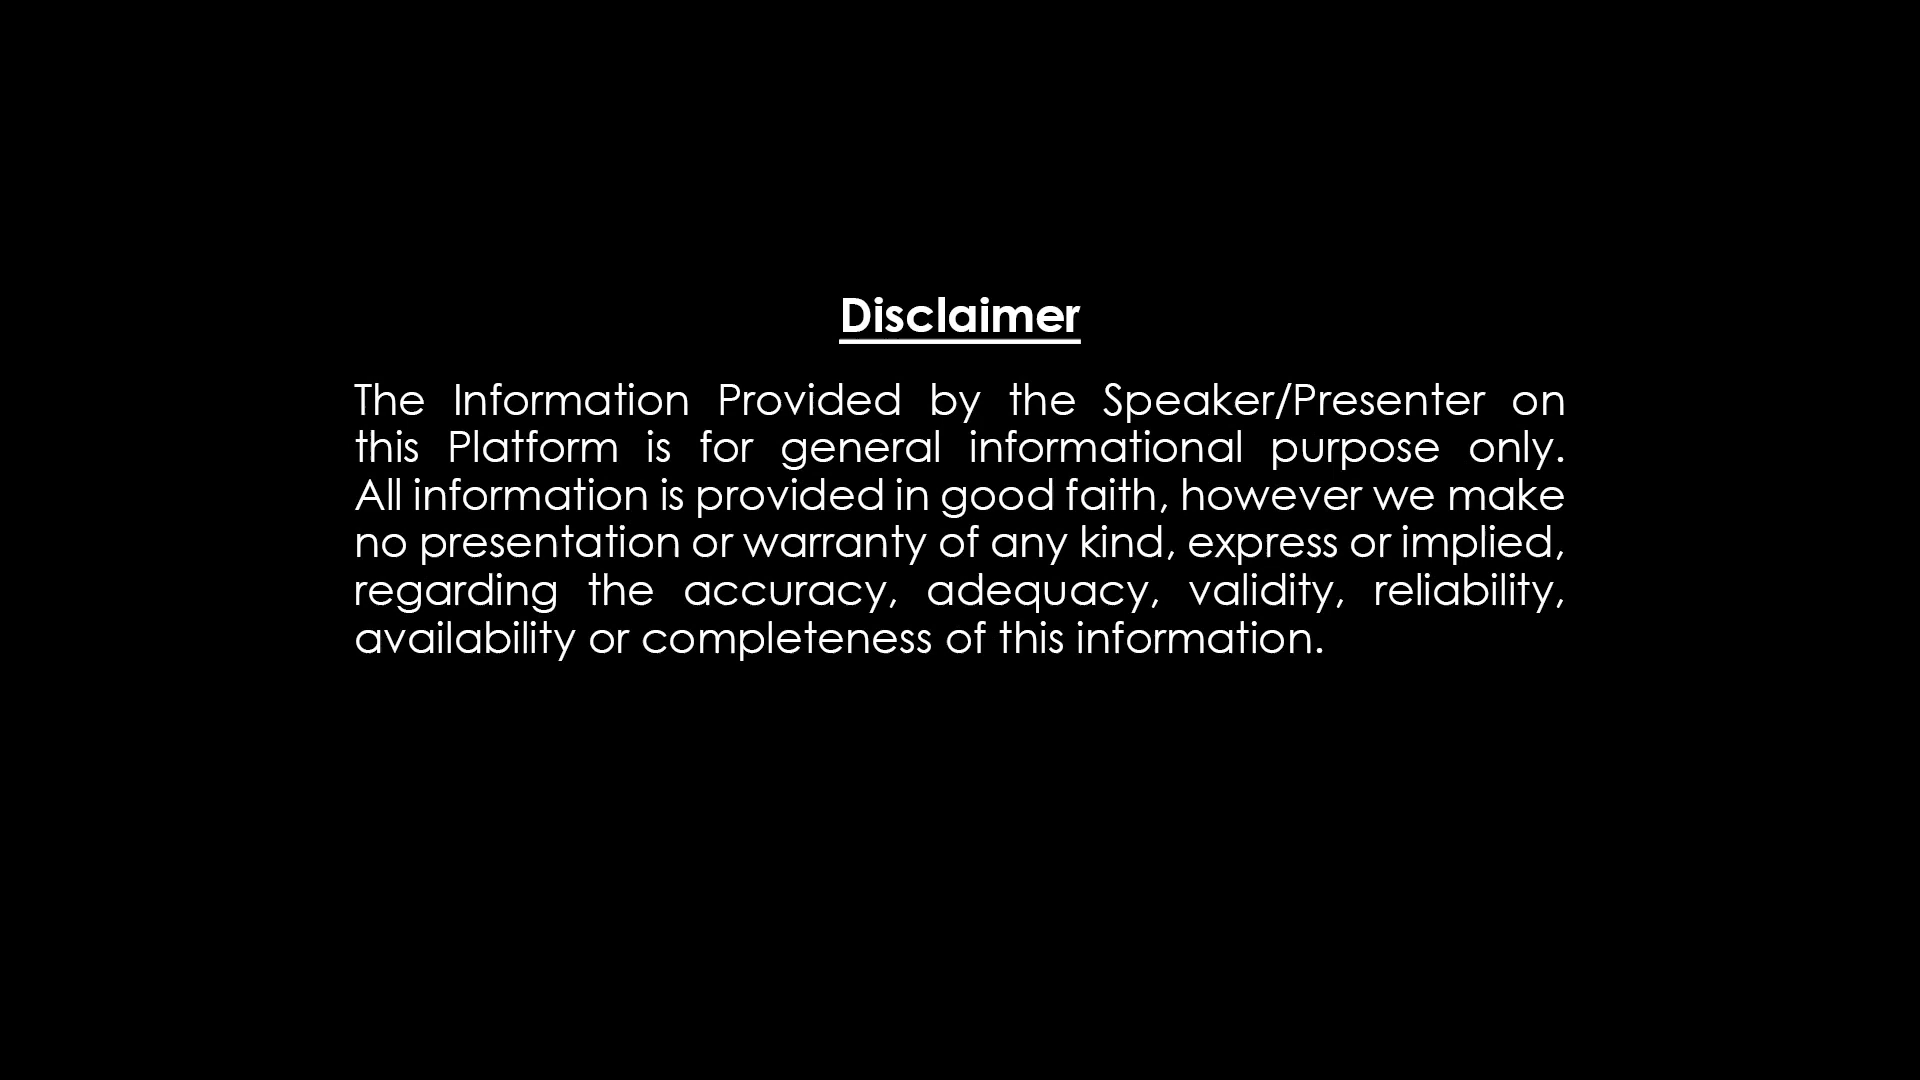 Disclaimer
The Information Provided by the Speaker/Presenter on
this Platform is for general informational purpose only.
All information is provided in good faith, however we make
no presentation or warranty of any kind, express or implied,
regarding the accuracy, adequacy, validity, reliability,
availability or completeness of this information.